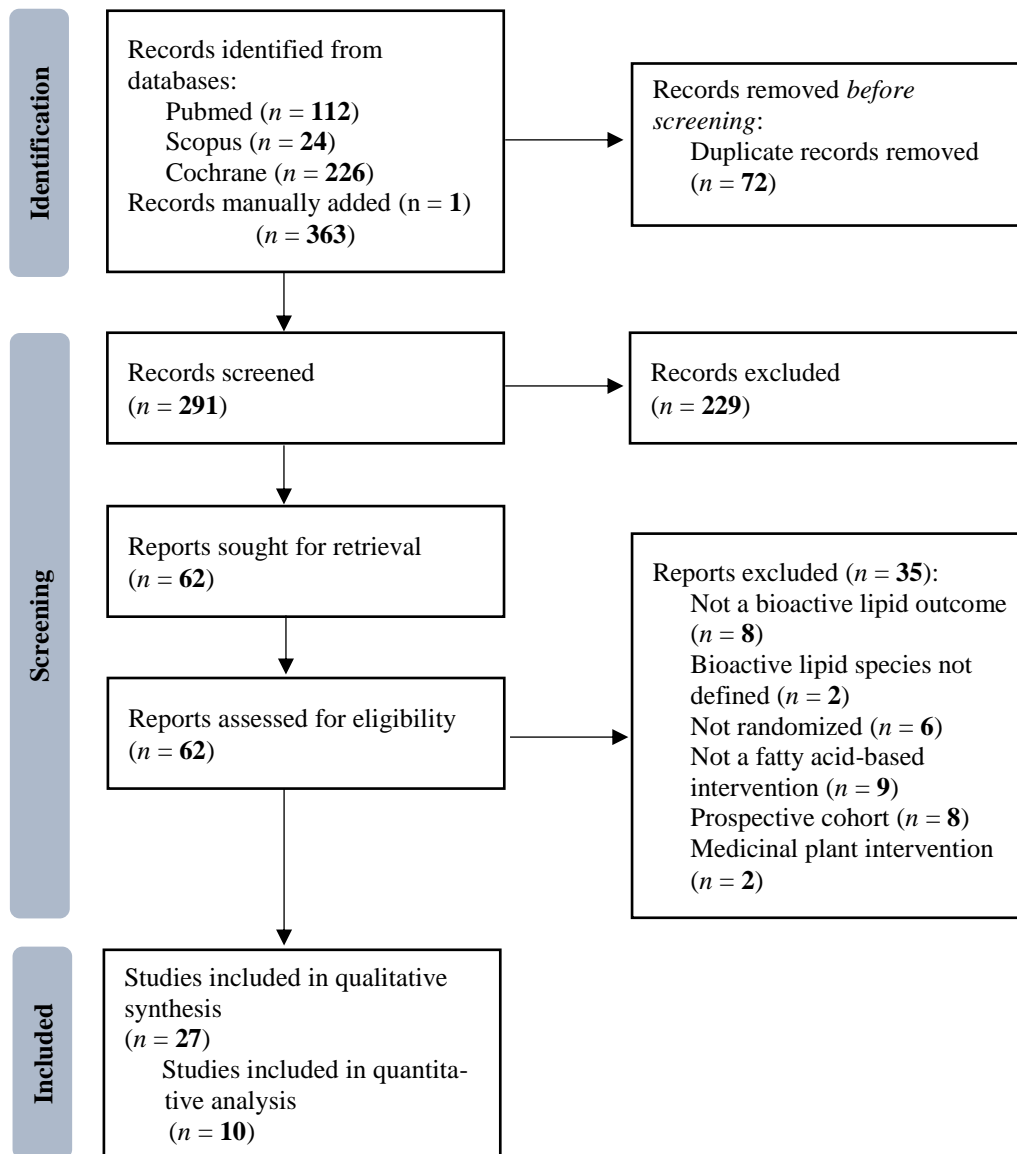 Identification
Records identified from
databases:
Pubmed (n = 112)
Scopus (n = 24)
Cochrane (n = 226)
Records manually added (n = 1)
(n = 363)
Records removed before
screening:
Duplicate records removed
(n = 72)
Screening
Records screened
(n = 291)
Records excluded
(n = 229)
Reports sought for retrieval
(n = 62)
Reports assessed for eligibility
(n = 62)
Reports excluded (n = 35):
Not a bioactive lipid outcome
(n = 8)
Bioactive lipid species not
defined (n = 2)
Not randomized (n = 6)
Not a fatty acid-based
intervention (n = 9)
Prospective cohort (n = 8)
Medicinal plant intervention
(n = 2)
Included
Studies included in qualitative
synthesis
(n = 27)
Studies included in quantita-
tive analysis
(n = 10)